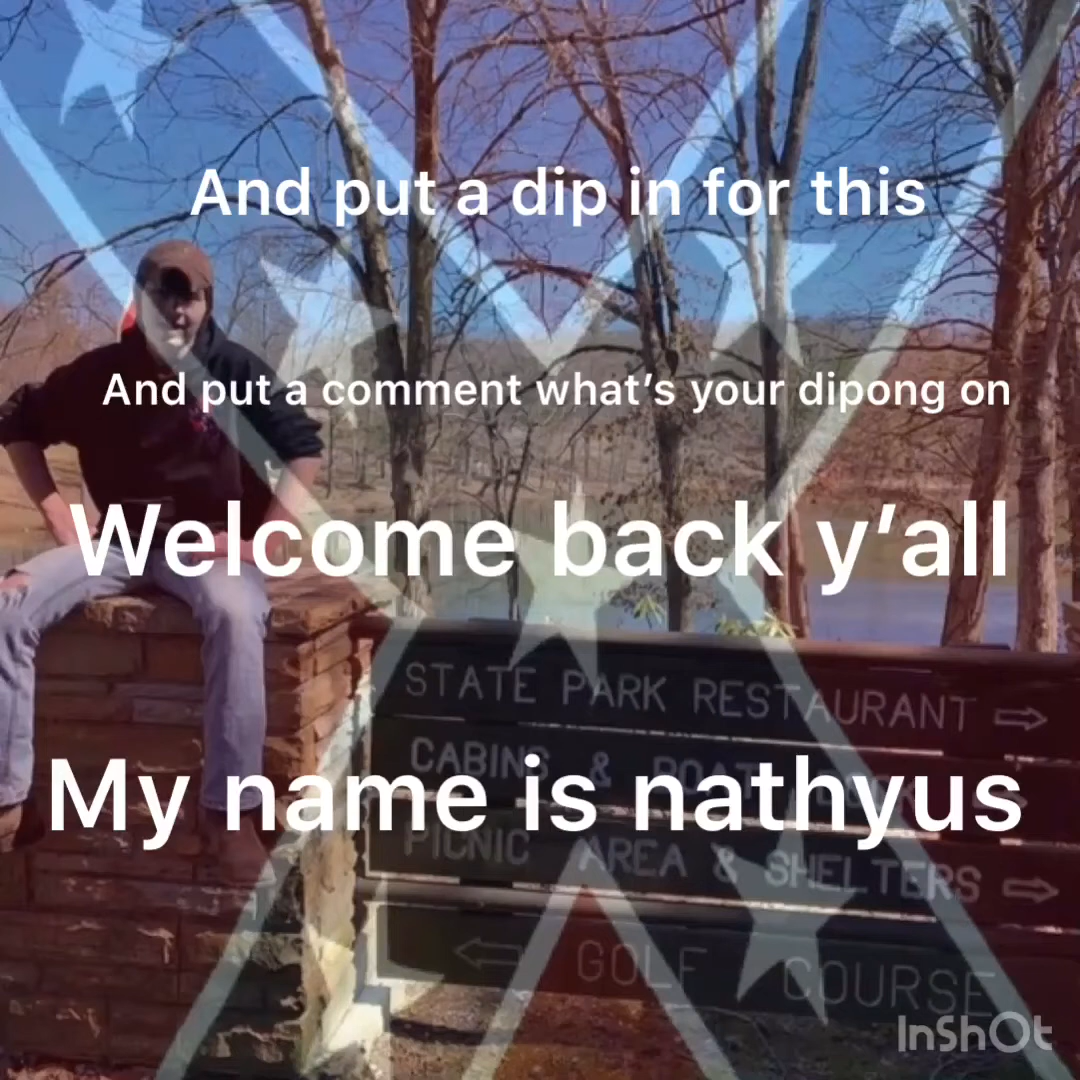 And put a dip in for this
And put a comment what’s your dipong on
Welcome back y’all
STATE PARK RESTAURANT
CABINS & BOAT
My name is nathyus
PICNIC AREA & SHELTERS
GOLF COURSE
InShOt